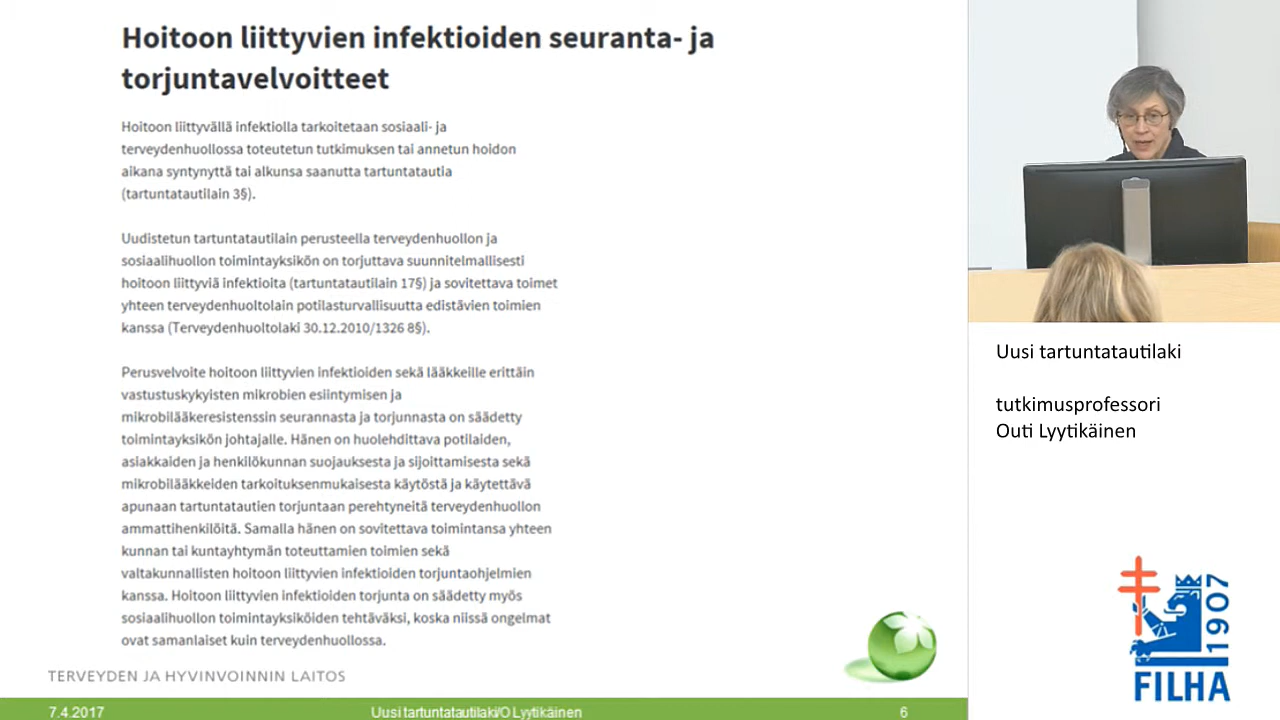 Hoitoon liittyvien infektioiden seuranta- ja
torjuntavelvoitteet
Hoitoon liittyvällä infektiolla tarkoitetaan sosiaali- ja
terveydenhuollossa toteutetun tutkimuksen tai annetun hoidon
aikana syntynyttä tai alkunsa saanutta tartuntatautia
(tartuntatautilain 3§).
Uudistetun tartuntatautilain perusteella terveydenhuollon ja
sosiaalihuollon toimintayksikön on torjuttava suunnitelmallisesti
hoitoon liittyviä infektioita (tartuntatautilain 17§) ja sovitettava toimet
yhteen terveydenhuoltolain potilasturvallisuutta edistävien toimien
kanssa (Terveydenhuoltolaki 30.12.2010/1326 8§).
Perusvelvoite hoitoon liittyvien infektioiden sekä lääkkeille erittäin
vastustuskykyisten mikrobien esiintymisen ja
mikrobilääkeresistenssin seurannasta ja torjunnasta on säädetty
toimintayksikön johtajalle. Hänen on huolehdittava potilaiden,
asiakkaiden ja henkilökunnan suojauksesta ja sijoittamisesta sekä
mikrobilääkkeiden tarkoituksenmukaisesta käytöstä ja käytettävä
apunaan tartuntatautien torjuntaan perehtyneitä terveydenhuollon
ammattihenkilöitä. Samalla hänen on sovitettava toimintansa yhteen
kunnan tai kuntayhtymän toteuttamien toimien sekä
valtakunnallisten hoitoon liittyvien infektioiden torjuntaohjelmien
kanssa. Hoitoon liittyvien infektioiden torjunta on säädetty myös
sosiaalihuollon toimintayksiköiden tehtäväksi, koska niissä ongelmat
ovat samanlaiset kuin terveydenhuollossa.
TERVEYDEN JA HYVINVOINNIN LAITOS
7.4.2017
Uusi tartuntatautilaki/O Lyytikäinen
6
Uusi tartuntatautilaki
tutkimusprofessori
Outi Lyytikäinen
1907
FILHA